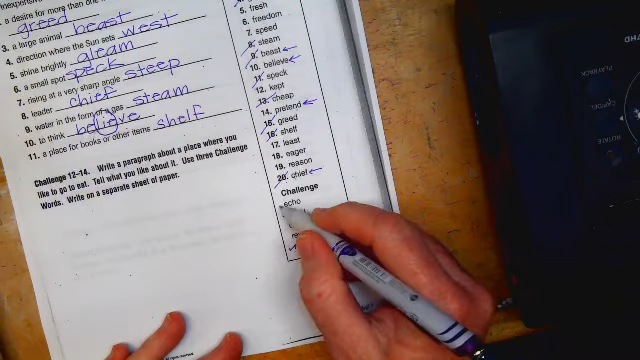 a desire for more than
greed
3. a large animal beast
4. direction where the Sun sets west
5. shine brightly gleam
6. a small spot speck
7. rising at a very sharp angle steep
8. leader chief
9. water in the form of a gas steam
10. to think believe
11. a place for books or other items shelf
Challenge 12–14. Write a paragraph about a place where you
like to go to eat. Tell what you like about it. Use three Challenge
Words. Write on a separate sheet of paper.
5. fresh
6. freedom
7. speed
8. steam
9. beast
10. believe
11. speck
12. kept
13. cheap
14. pretend
15. greed
16. shelf
17. least
18. eager
19. reason
20. chief
Challenge
echo
PLAYBACK
CANCEL